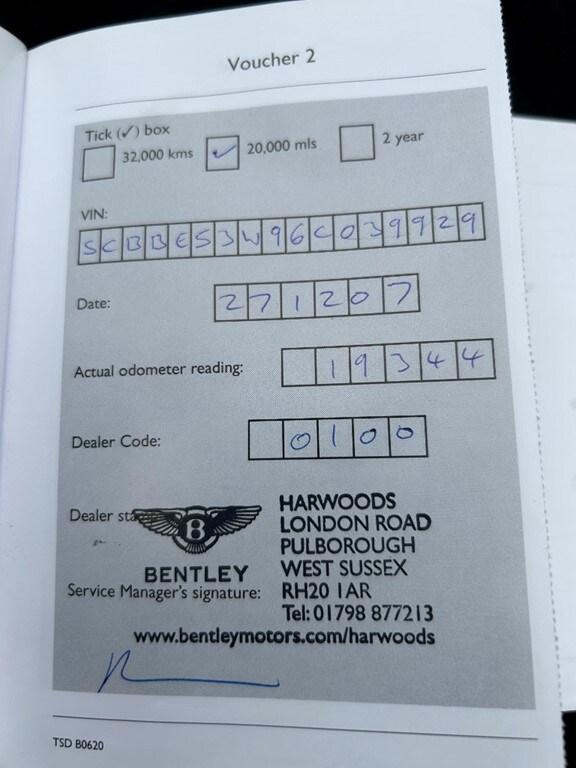 Voucher 2
Tick (✓) box
32,000 kms ✓ 20,000 mls 2 year
VIN:
SCBBES3W96C039929
Date: 271207
Actual odometer reading: 19344
Dealer Code: 0100
Dealer
B
BENTLEY
HARWOODS
LONDON ROAD
PULBOROUGH
WEST SUSSEX
Service Manager's signature: RH20 1AR
Tel: 01798 877213
www.bentleymotors.com/harwoods
TSD B0620